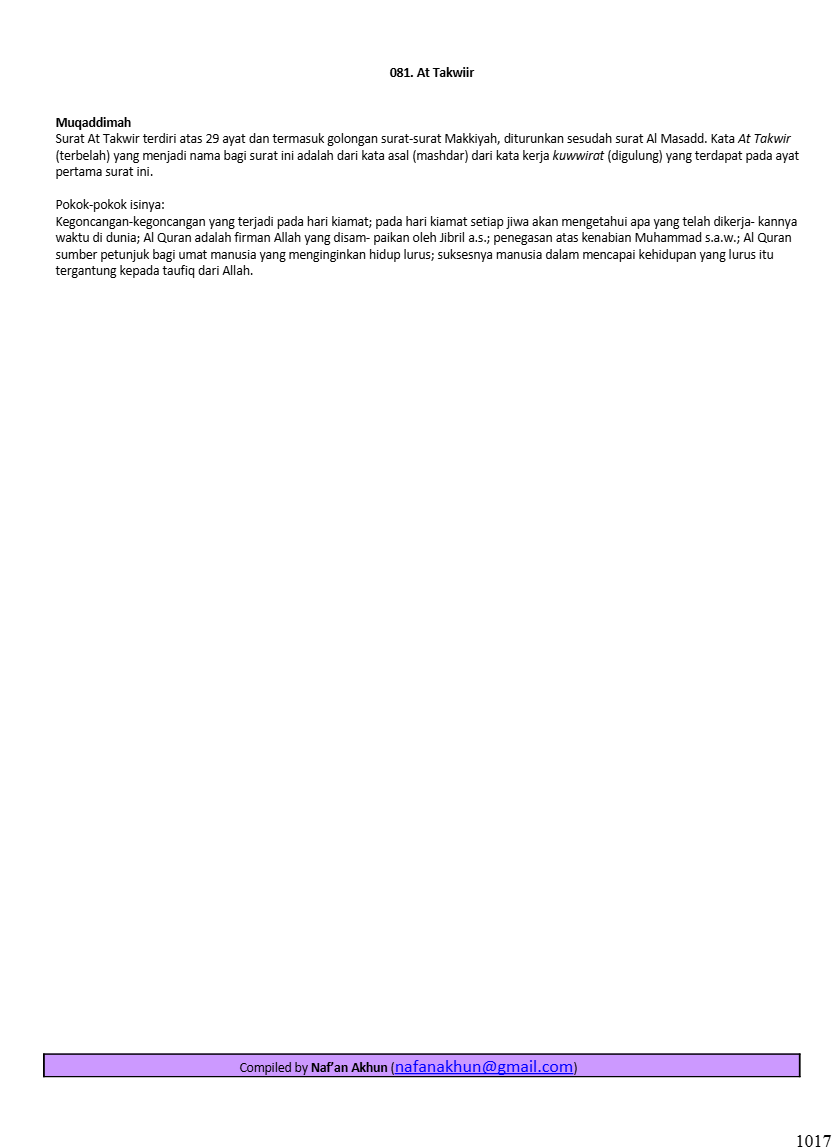 081. At Takwiir
Muqaddimah
Surat At Takwir terdiri atas 29 ayat dan termasuk golongan surat-surat Makkiyah, diturunkan sesudah surat Al Masadd. Kata At Takwir
(terbelah) yang menjadi nama bagi surat ini adalah dari kata asal (mashdar) dari kata kerja kuwwirat (digulung) yang terdapat pada ayat
pertama surat ini.
Pokok-pokok isinya:
Kegoncangan-kegoncangan yang terjadi pada hari kiamat; pada hari kiamat setiap jiwa akan mengetahui apa yang telah dikerja- kannya
waktu di dunia; Al Quran adalah firman Allah yang disam- paikan oleh Jibril a.s.; penegasan atas kenabian Muhammad s.a.w.; Al Quran
sumber petunjuk bagi umat manusia yang menginginkan hidup lurus; suksesnya manusia dalam mencapai kehidupan yang lurus itu
tergantung kepada taufiq dari Allah.
Compiled by Naf’an Akhun (nafanakhun@gmail.com)
1017